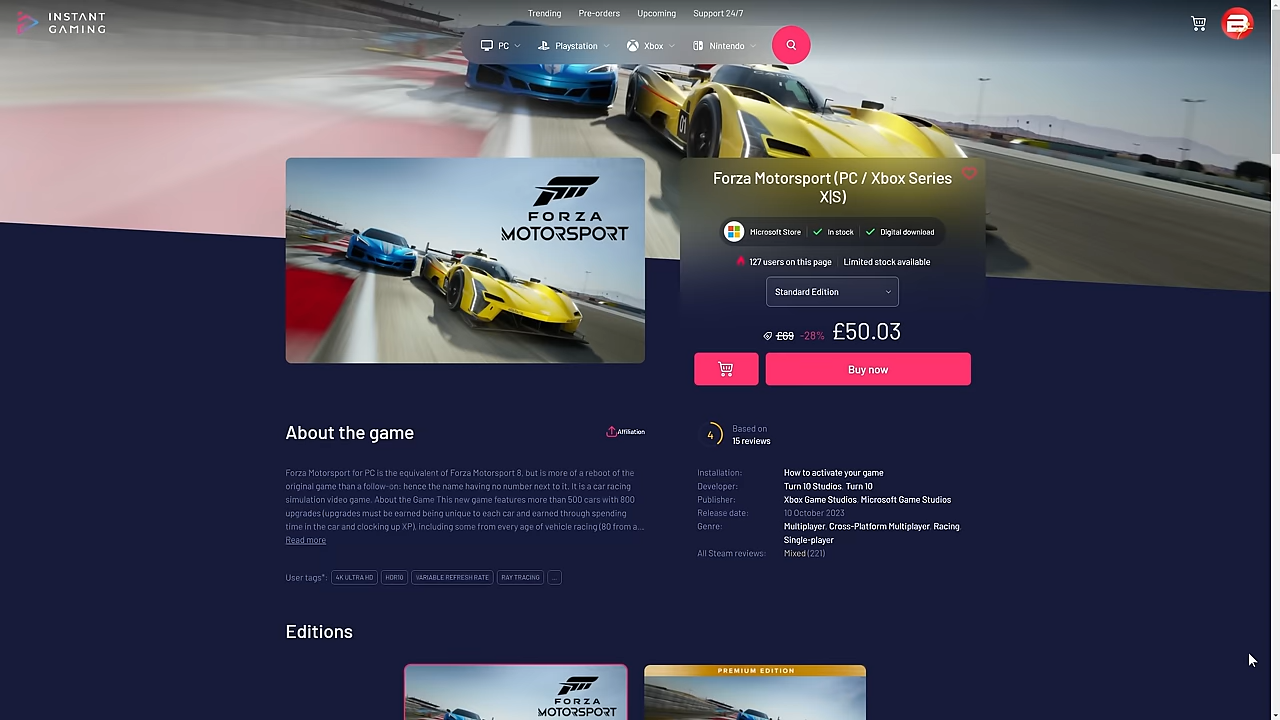 INSTANT
GAMING
Trending
Pre-orders
Upcoming
Support 24/7
PC
Playstation
Xbox
Nintendo
01
FORZA
MOTORSPORT
Forza Motorsport (PC / Xbox Series
X|S)
Microsoft Store
In stock
Digital download
127 users on this page
Limited stock available
Standard Edition
£69 -28% £50.03
Buy now
About the game
Affiliation
Forza Motorsport for PC is the equivalent of Forza Motorsport 8, but is more of a reboot of the
original game than a follow-on: hence the name having no number next to it. It is a car racing
simulation video game. About the Game This new game features more than 500 cars with 800
upgrades (upgrades must be earned being unique to each car and earned through spending
time in the car and clocking up XP), including some from every age of vehicle racing (80 from a...
Read more
User tags*: 4K ULTRA HD HDR10 VARIABLE REFRESH RATE RAY TRACING ...
4
Based on
15 reviews
Installation: How to activate your game
Developer: Turn 10 Studios, Turn 10
Publisher: Xbox Game Studios, Microsoft Game Studios
Release date: 10 October 2023
Genre: Multiplayer, Cross-Platform Multiplayer, Racing,
Single-player
All Steam reviews: Mixed (221)
Editions
FORZA
MOTORSPORT
PREMIUM EDITION